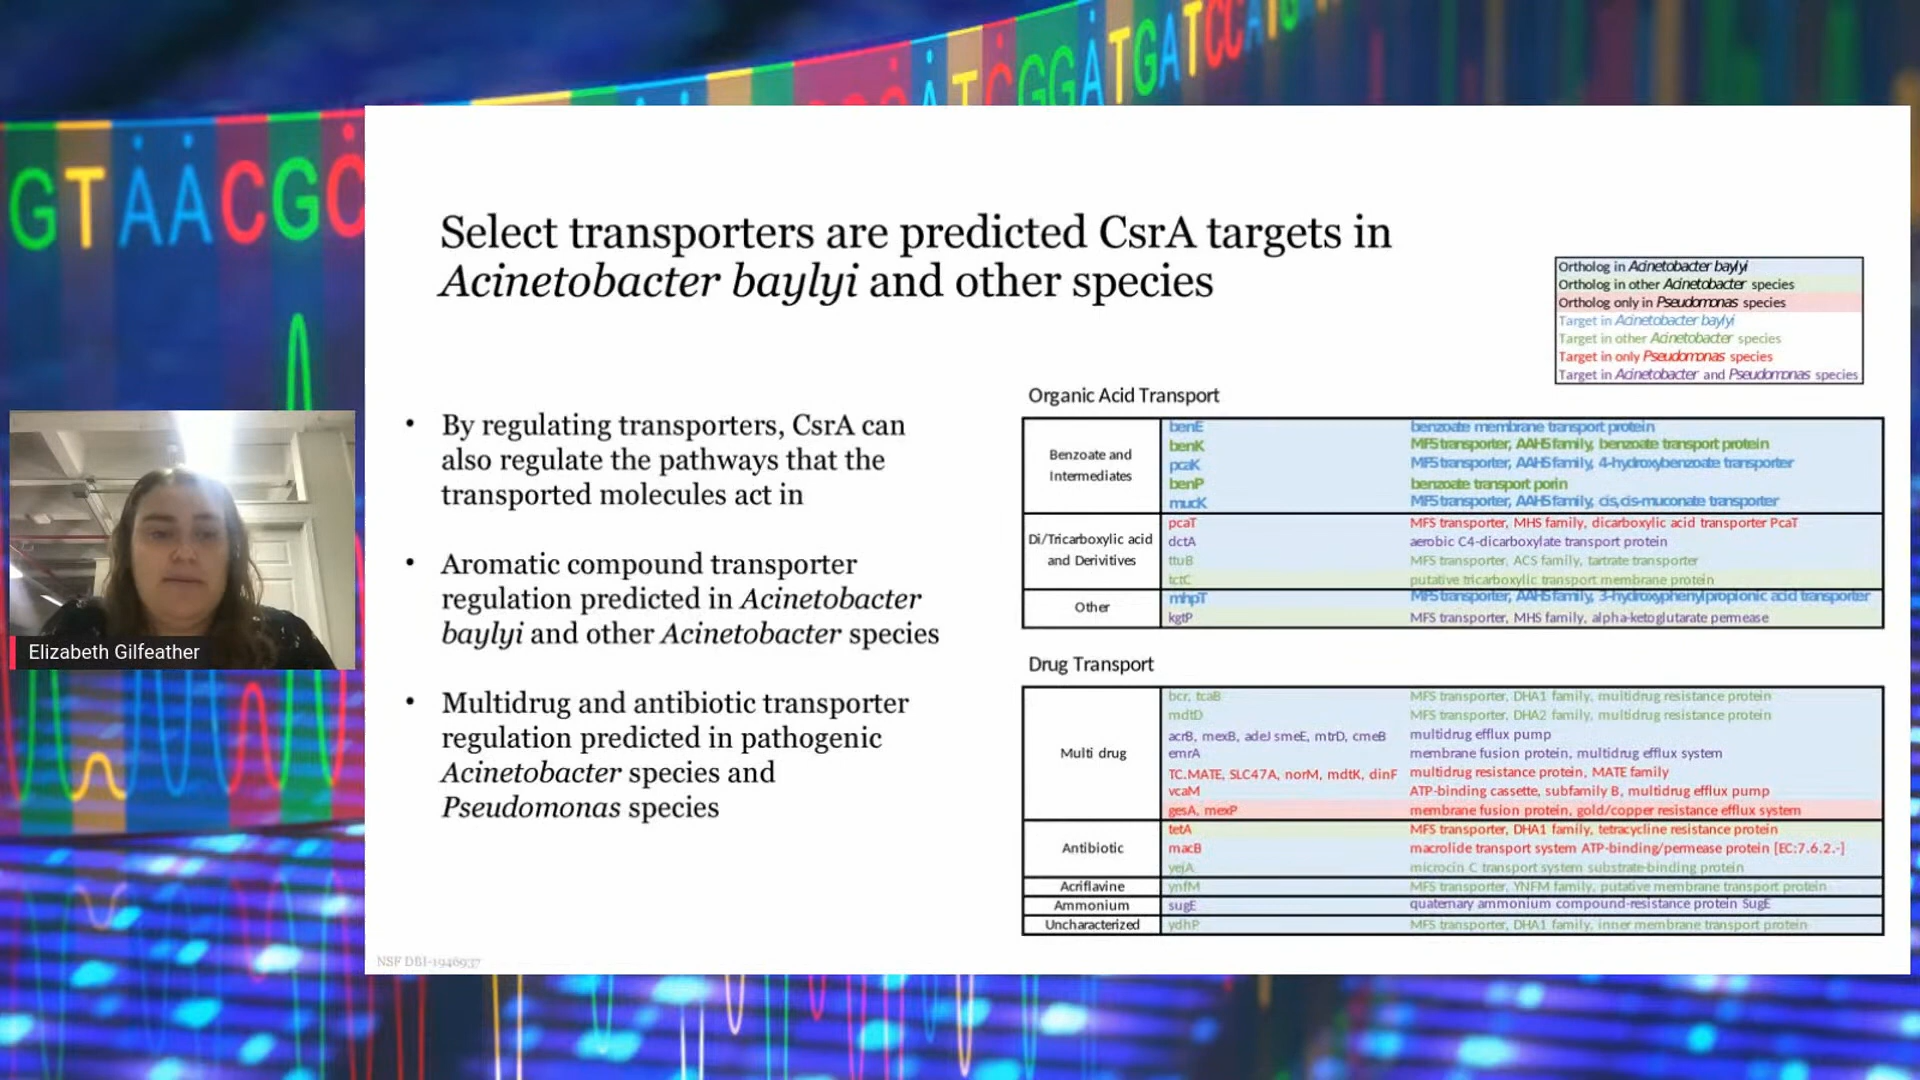 GTAACGC
A T C G G A T G A T C C A T G
Select transporters are predicted CsrA targets in
Acinetobacter baylyi and other species
Ortholog in Acinetobacter baylyi
Ortholog in other Acinetobacter species
Ortholog only in Pseudomonas species
Target in Acinetobacter baylyi
Target in other Acinetobacter species
Target in only Pseudomonas species
Target in Acinetobacter and Pseudomonas species
• By regulating transporters, CsrA can
also regulate the pathways that the
transported molecules act in
• Aromatic compound transporter
regulation predicted in Acinetobacter
baylyi and other Acinetobacter species
• Multidrug and antibiotic transporter
regulation predicted in pathogenic
Acinetobacter species and
Pseudomonas species
Organic Acid Transport
Benzoate and
Intermediates
benE benzoate membrane transport protein
benK MFS transporter, AAHS family, benzoate transport protein
pcaK MFS transporter, AAHS family, 4-hydroxybenzoate transporter
benP benzoate transport porin
mucK MFS transporter, AAHS family, cis,cis-muconate transporter
Di/Tricarboxylic acid
and Derivitives
pcaT MFS transporter, MHS family, dicarboxylic acid transporter PcaT
dctA aerobic C4-dicarboxylate transport protein
ttuB MFS transporter, ACS family, tartrate transporter
tctC putative tricarboxylic transport membrane protein
Other
mhpT MFS transporter, AAHS family, 3-hydroxyphenylpropionic acid transporter
kgtP MFS transporter, MHS family, alpha-ketoglutarate permease
Drug Transport
Multi drug
bcr, tcaB MFS transporter, DHA1 family, multidrug resistance protein
mdtD MFS transporter, DHA2 family, multidrug resistance protein
acrB, mexB, adeJ smeE, mtrD, cmeB multidrug efflux pump
emrA membrane fusion protein, multidrug efflux system
TC.MATE, SLC47A, norM, mdtK, dinF multidrug resistance protein, MATE family
vcaM ATP-binding cassette, subfamily B, multidrug efflux pump
gesA, mexP membrane fusion protein, gold/copper resistance efflux system
Antibiotic
tetA MFS transporter, DHA1 family, tetracycline resistance protein
macB macrolide transport system ATP-binding/permease protein [EC:7.6.2.-]
yejA microcin C transport system substrate-binding protein
Acriflavine ynfM MFS transporter, YNFM family, putative membrane transport protein
Ammonium sugE quaternary ammonium compound-resistance protein SugE
Uncharacterized ydhP MFS transporter, DHA1 family, inner membrane transport protein
Elizabeth Gilfeather
NSF DBI-1946937